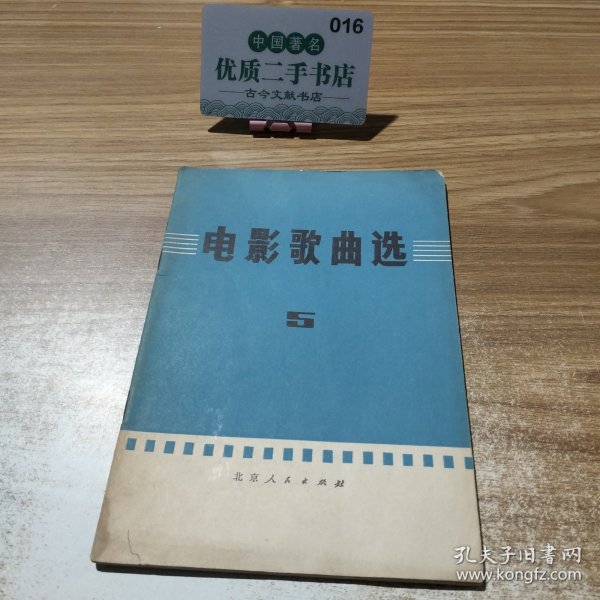 016
中国著名
优质二手书店
古今文献书店
电影歌曲选
5
北京人民出版社
孔夫子旧书网
www.kongfz.com